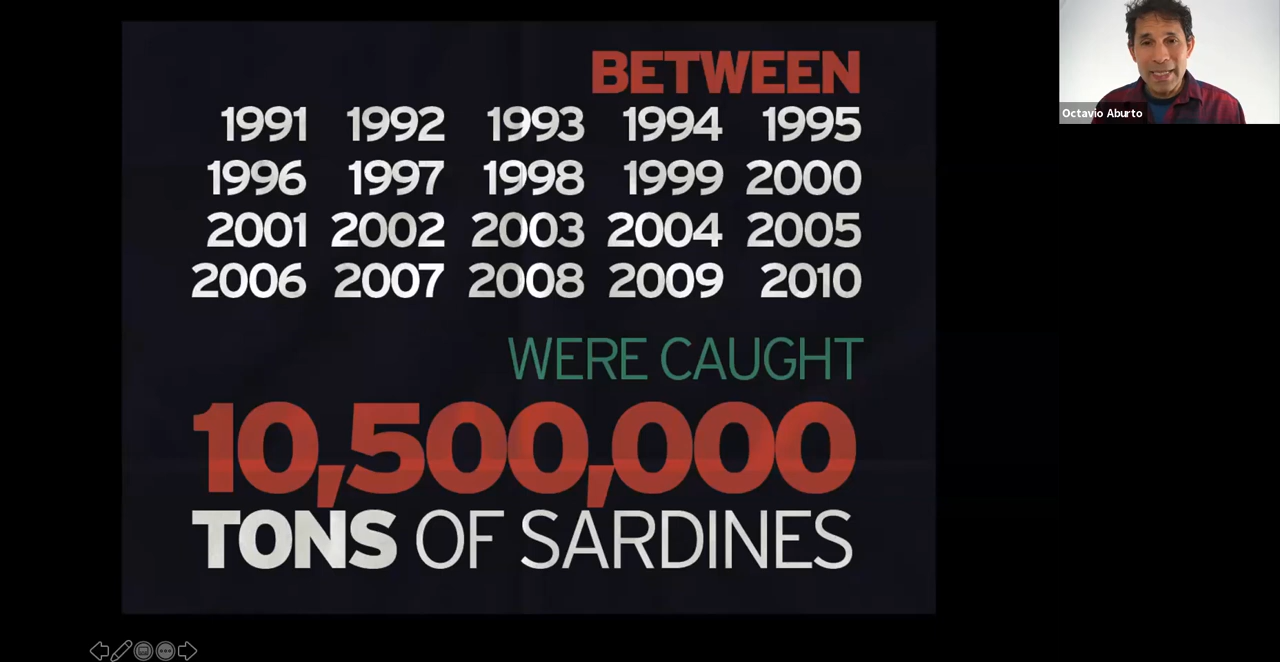 BETWEEN
1991 1992 1993 1994 1995
1996 1997 1998 1999 2000
2001 2002 2003 2004 2005
2006 2007 2008 2009 2010
WERE CAUGHT
10,500,000
TONS OF SARDINES
Octavio Aburto